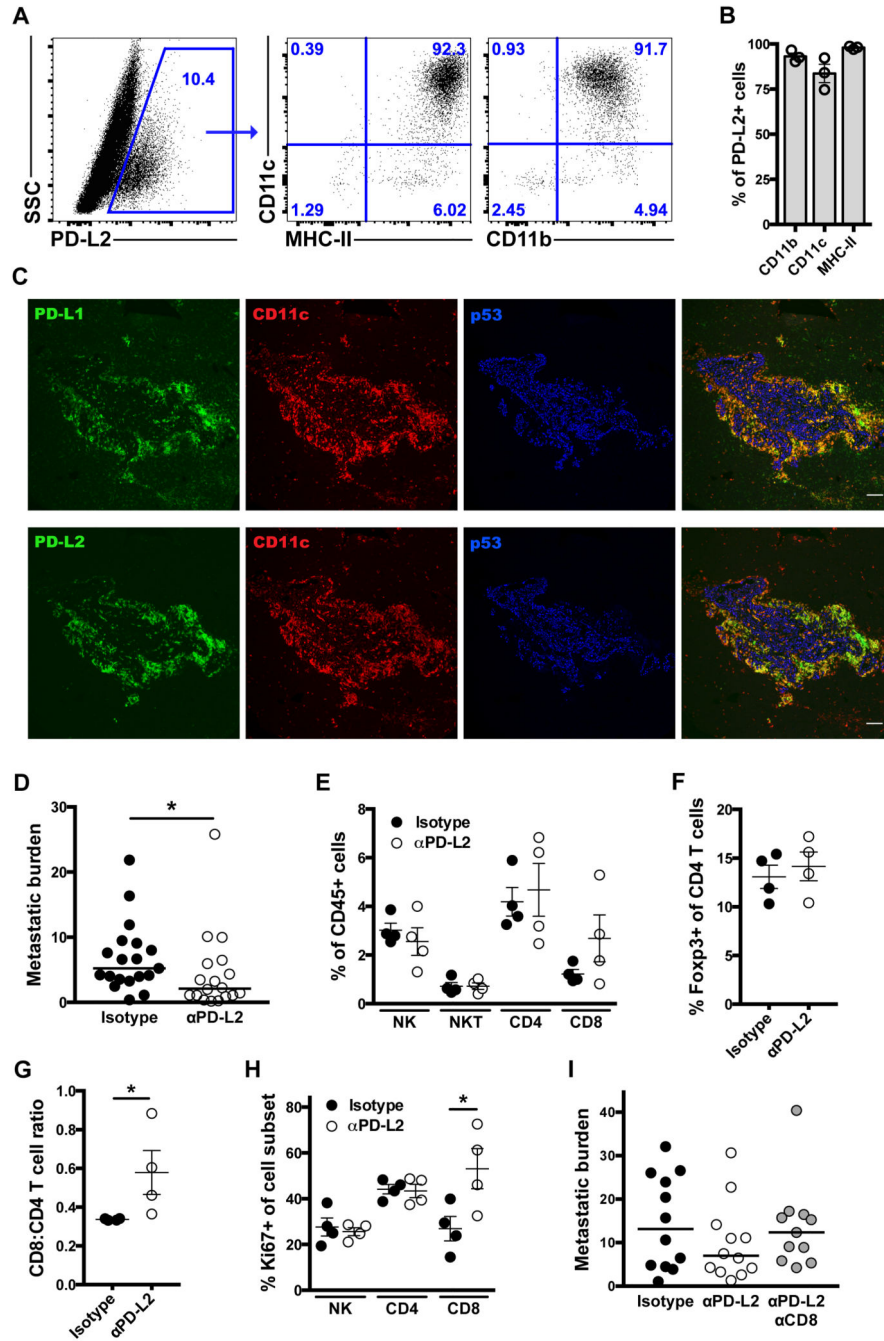 A
SSC
PD-L2
10.4
CD11c
MHC-II
0.39 92.3
1.29 6.02
CD11b
0.93 91.7
2.45 4.94
B
% of PD-L2+ cells
100
75
50
25
0
CD11b CD11c MHC-II
C
PD-L1 CD11c p53
PD-L2 CD11c p53
D
Metastatic burden
30
20
10
0
*
Isotype αPD-L2
E
% of CD45+ cells
8
6
4
2
0
Isotype
αPD-L2
NK NKT CD4 CD8
F
% Foxp3+ of CD4 T cells
20
15
10
5
0
Isotype αPD-L2
G
CD8:CD4 T cell ratio
1.0
0.8
0.6
0.4
0.2
0.0
*
Isotype αPD-L2
H
% Ki67+ of cell subset
80
60
40
20
0
Isotype
αPD-L2
*
NK CD4 CD8
I
Metastatic burden
50
40
30
20
10
0
Isotype αPD-L2 αPD-L2
αCD8